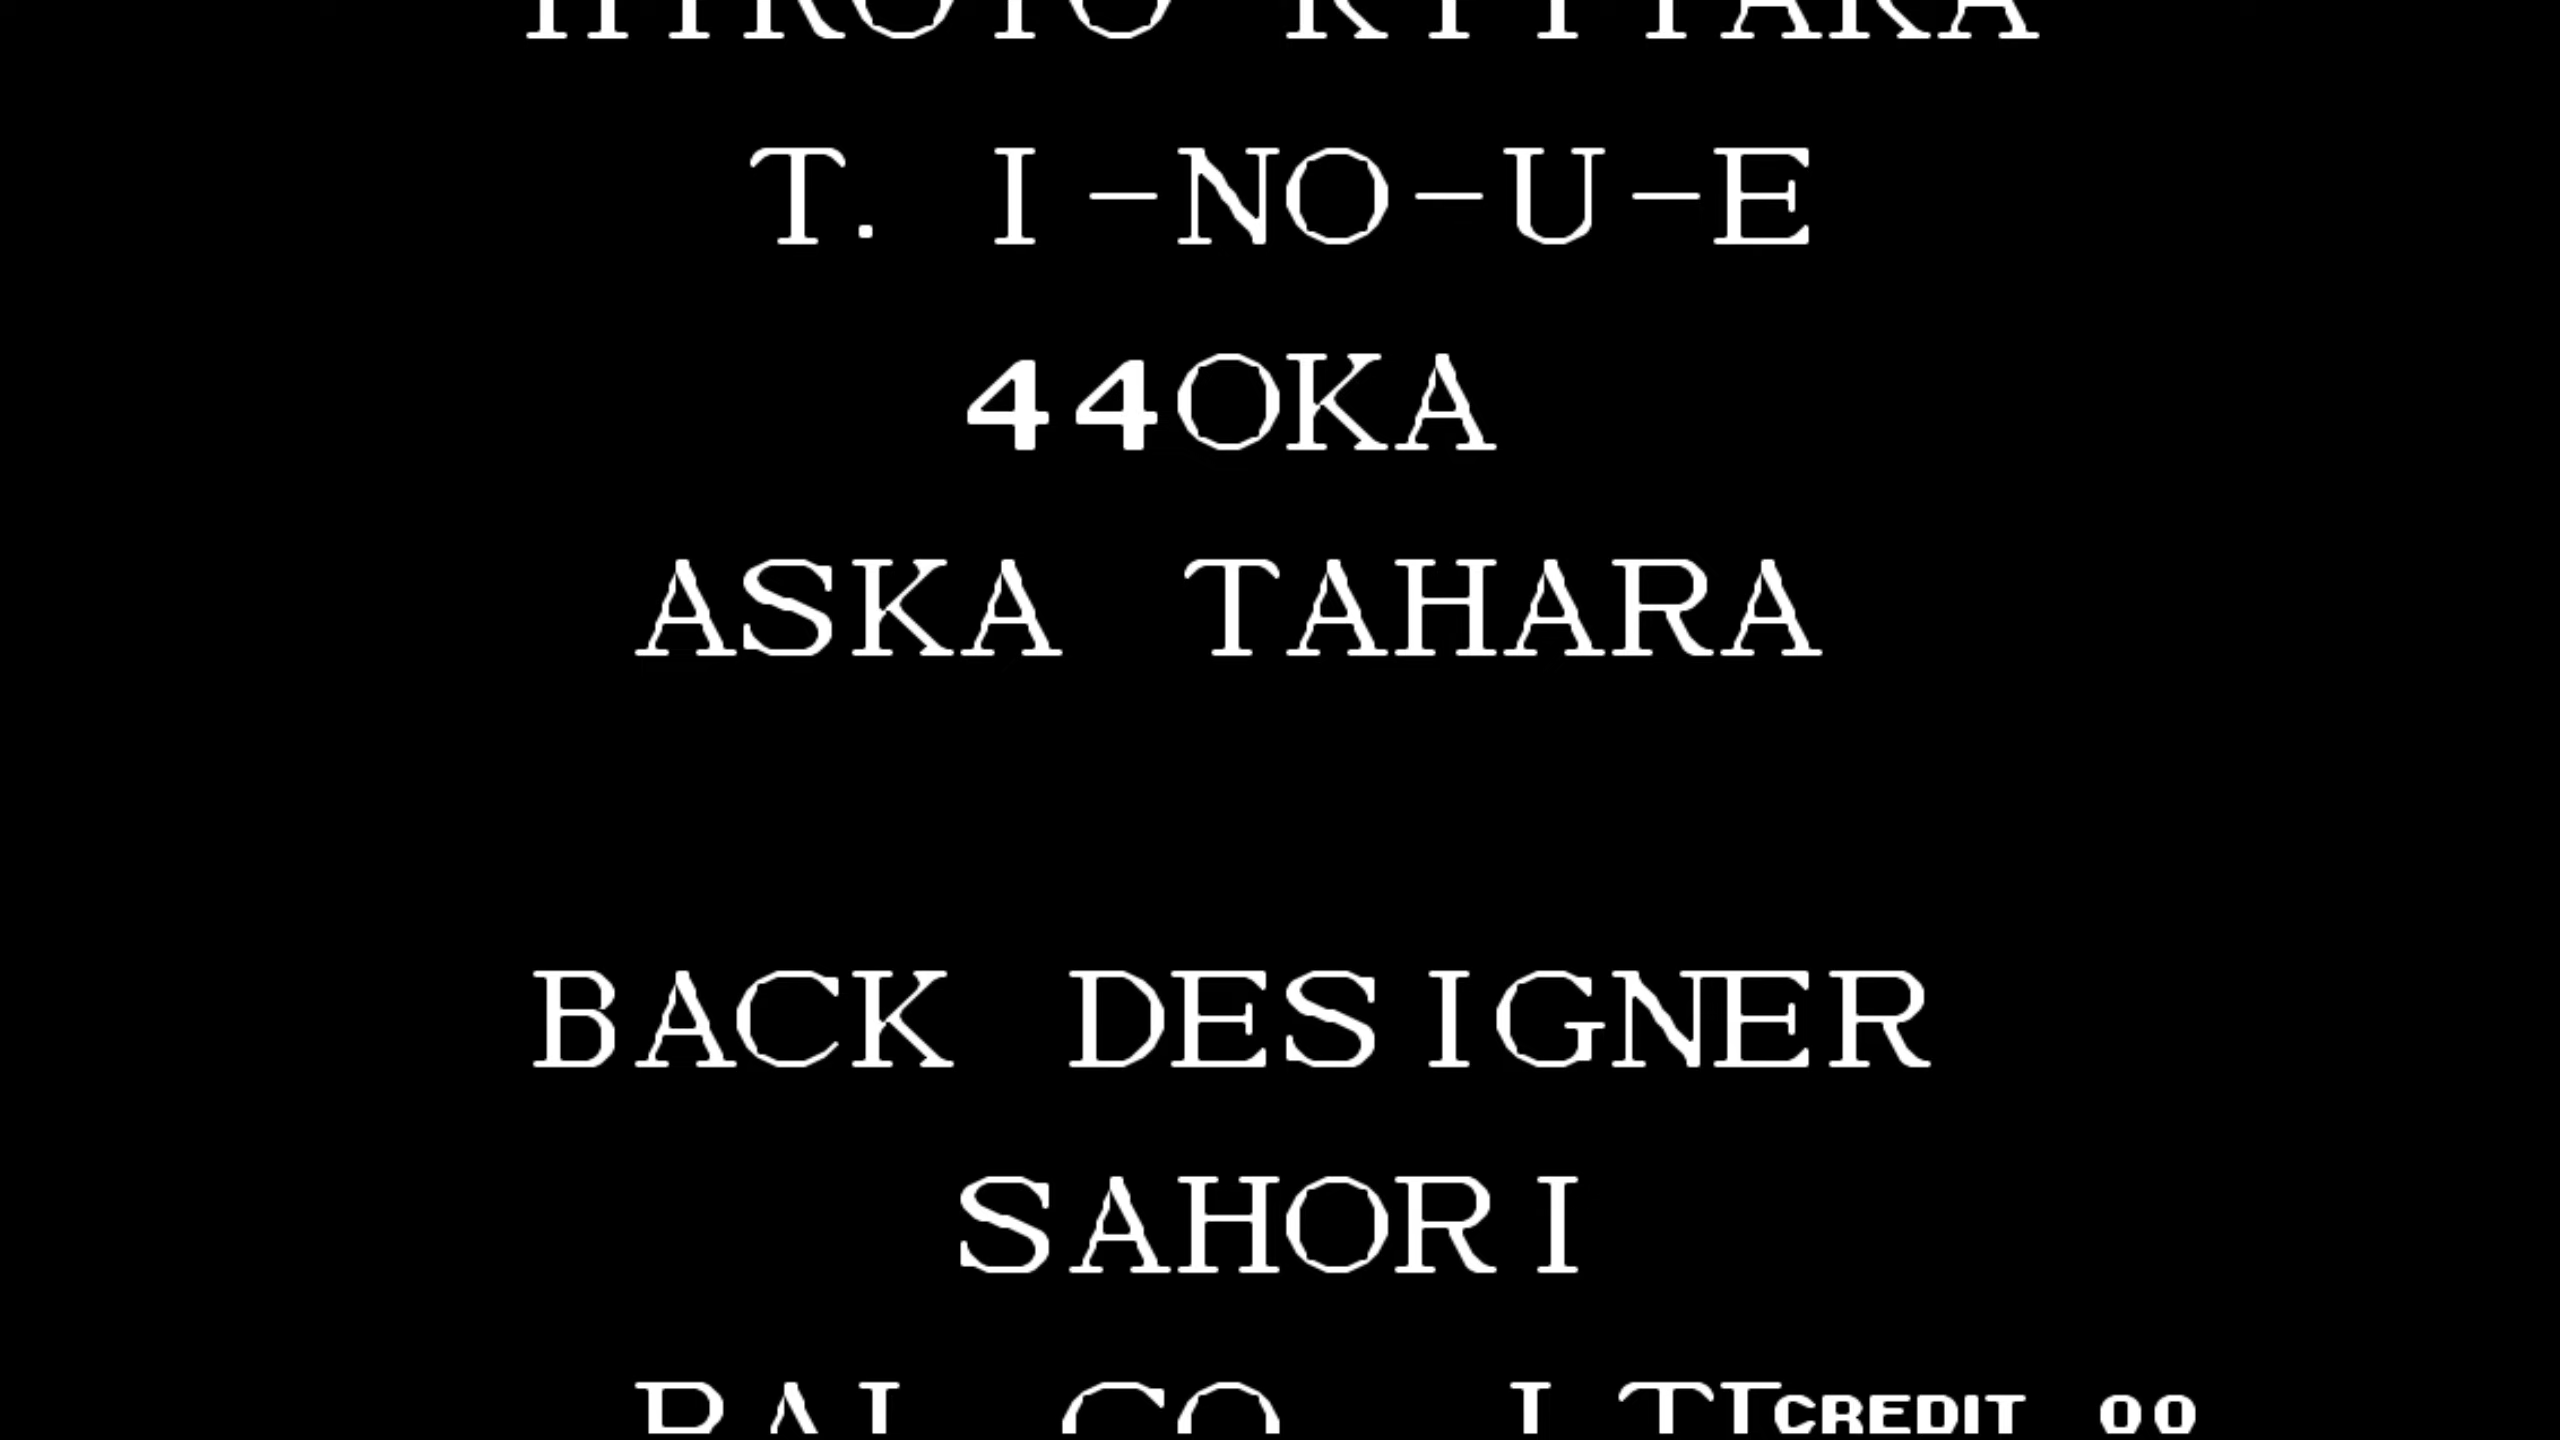 T. I-NO-U-E
44OKA
ASKA TAHARA
BACK DESIGNER
SAHORI
CREDIT 00